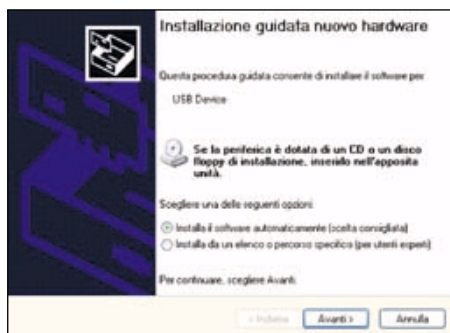 Installazione guidata nuovo hardware
Questa procedura guidata consente di installare il software per:
USB Device
Se la periferica è dotata di un CD o un disco
floppy di installazione, inserirlo nell'apposita
unità.
Scegliere una delle seguenti opzioni:
Installa il software automaticamente (scelta consigliata)
Installa da un elenco o percorso specifico (per utenti esperti)
Per continuare, scegliere Avanti.
< Indietro Avanti > Annulla